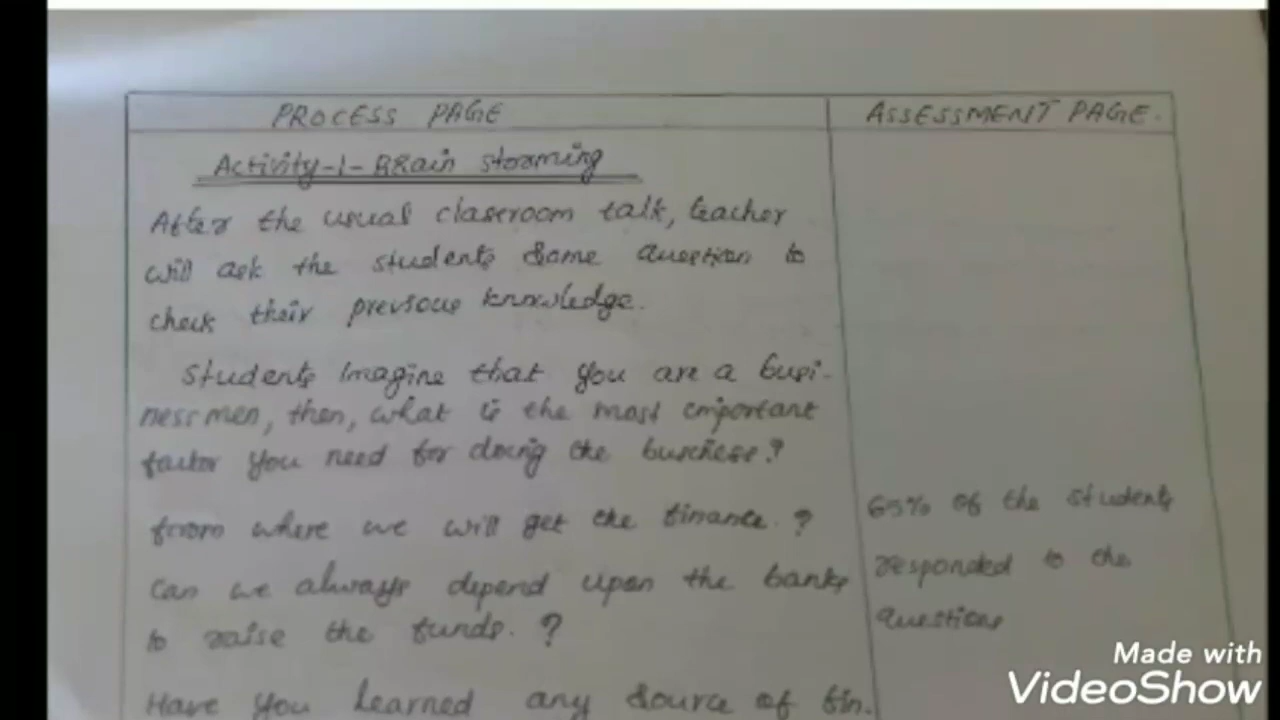 PROCESS PAGE
ASSESSMENT PAGE.
Activity-1-Brain storming
After the usual classroom talk, teacher
will ask the students some question to
check their previous knowledge.
Students imagine that you are a busi-
ness men, then, what is the most important
factor you need for doing the business?
from where we will get the finance.?
Can we always depend upon the banks
to raise the funds.?
Have you learned any source of fin.
65% of the students
responded to the
questions
Made with
VideoShow